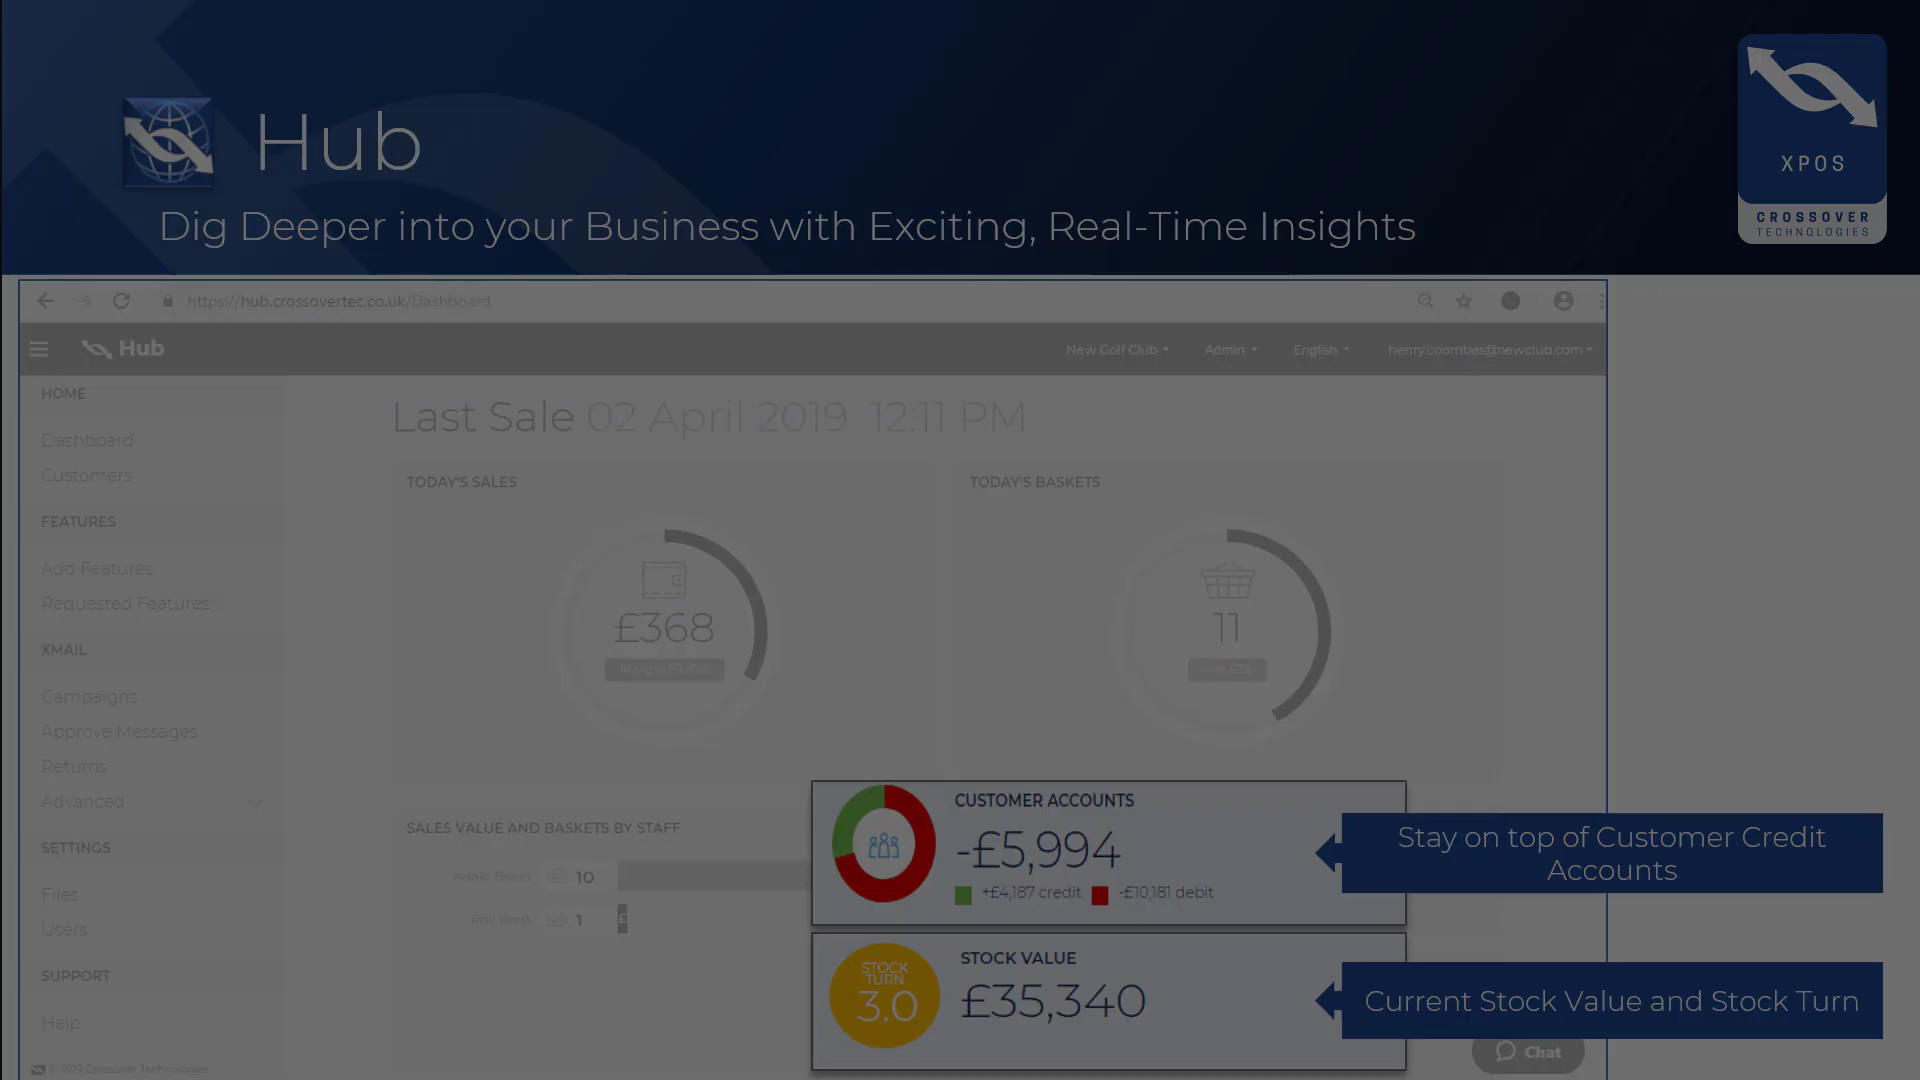 Hub
XPOS
CROSSOVER
TECHNOLOGIES
Dig Deeper into your Business with Exciting, Real-Time Insights
https://hub.crossovertec.co.uk/Dashboard
Hub
New Golf Club
Admin
English
henry.coombes@newclub.com
HOME
Dashboard
Customers
FEATURES
Add Features
Requested Features
XMAIL
Campaigns
Approve Messages
Returns
Advanced
SETTINGS
Files
Users
SUPPORT
Help
© 2019 Crossover Technologies
Last Sale 02 April 2019 12:11 PM
TODAY'S SALES
£368
TODAY'S BASKETS
11
SALES VALUE AND BASKETS BY STAFF
10
1
£
CUSTOMER ACCOUNTS
-£5,994
+£4,187 credit -£10,181 debit
Stay on top of Customer Credit
Accounts
STOCK
TURN
3.0
STOCK VALUE
£35,340
Current Stock Value and Stock Turn
Chat